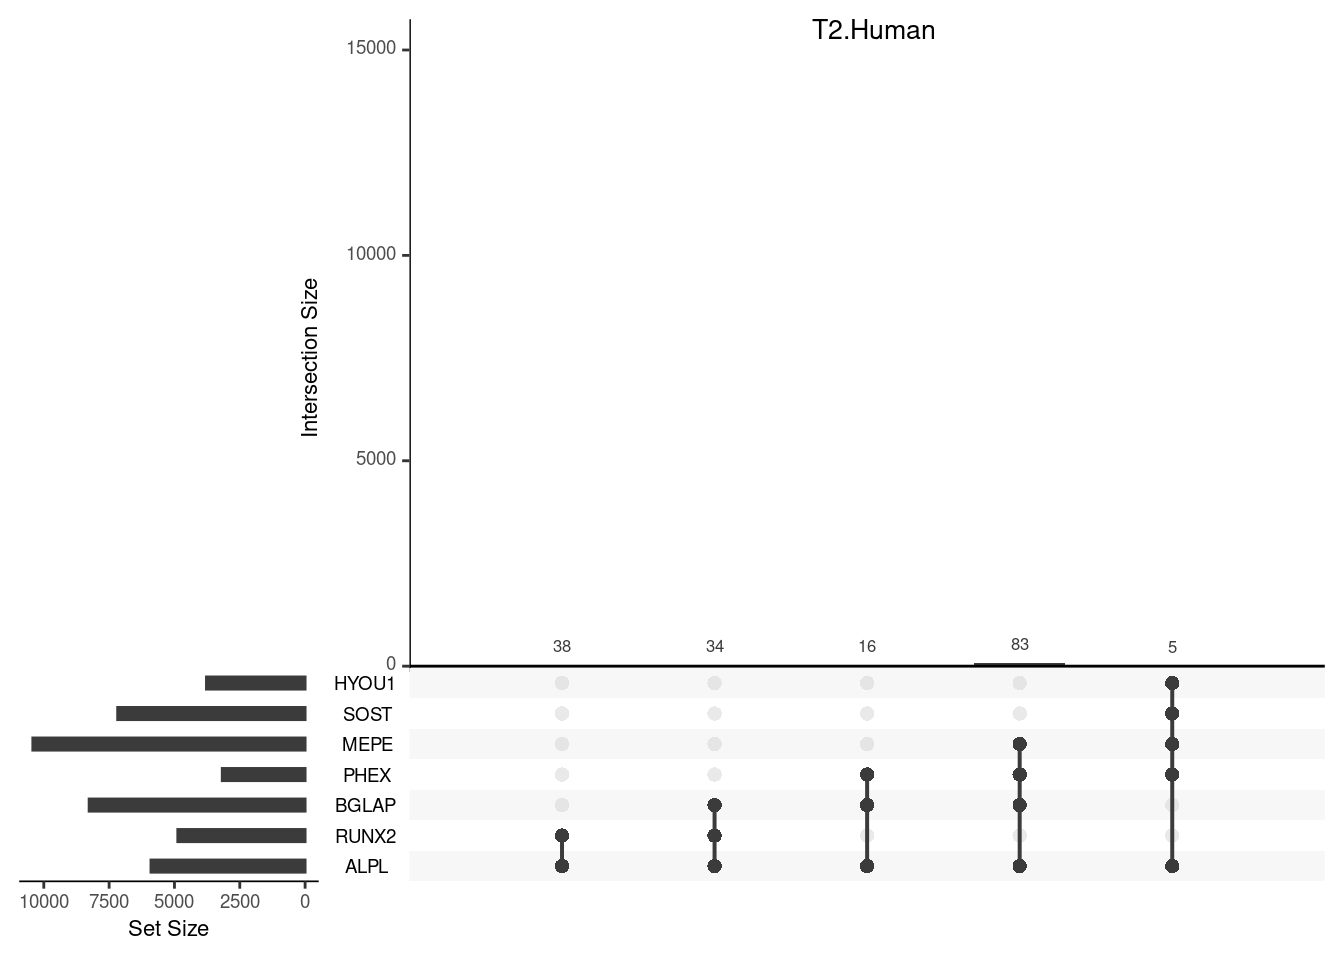 T2.Human
15000
10000
5000
0
Intersection Size
38 34 16 83 5
HYOU1
SOST
MEPE
PHEX
BGLAP
RUNX2
ALPL
10000 7500 5000 2500 0
Set Size